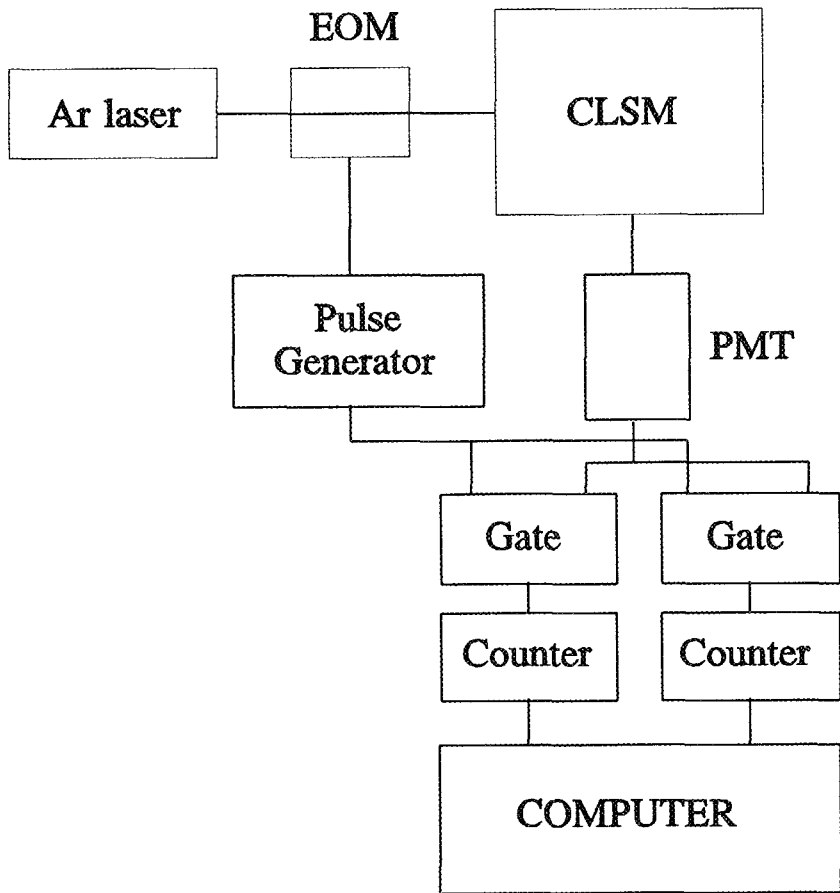 EOM
Ar laser
CLSM
Pulse
Generator
PMT
Gate
Gate
Counter
Counter
COMPUTER